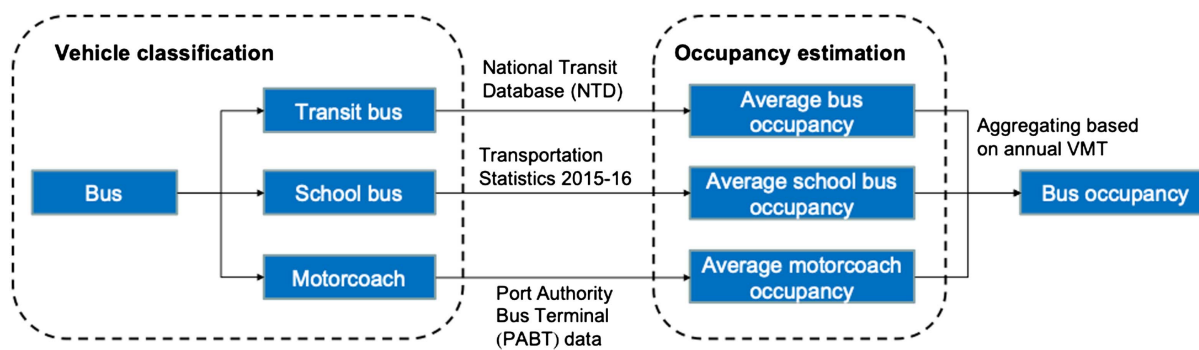 Vehicle classification
Bus
Transit bus
School bus
Motorcoach
National Transit
Database (NTD)
Transportation
Statistics 2015-16
Port Authority
Bus Terminal
(PABT) data
Occupancy estimation
Average bus
occupancy
Average school bus
occupancy
Average motorcoach
occupancy
Aggregating based
on annual VMT
Bus occupancy